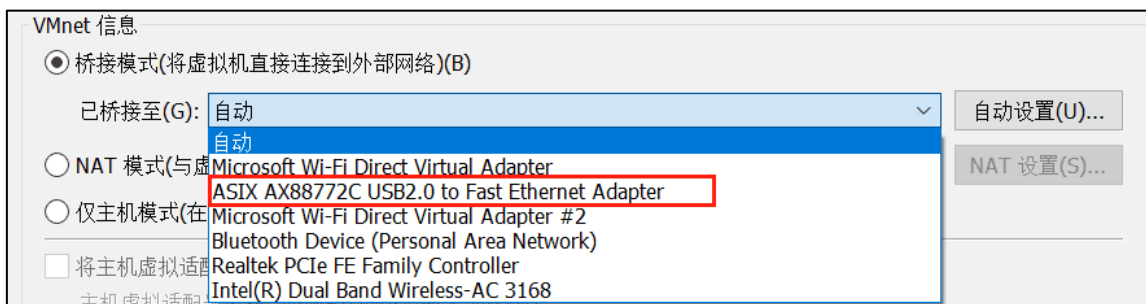 VMnet 信息
桥接模式(将虚拟机直接连接到外部网络)(B)
已桥接至(G): 自动 自动设置(U)...
自动
Microsoft Wi-Fi Direct Virtual Adapter
NAT 模式(与虚 NAT 设置(S)...
ASIX AX88772C USB2.0 to Fast Ethernet Adapter
仅主机模式(在 Microsoft Wi-Fi Direct Virtual Adapter #2
Bluetooth Device (Personal Area Network)
将主机虚拟适配 Realtek PCIe FE Family Controller
Intel(R) Dual Band Wireless-AC 3168